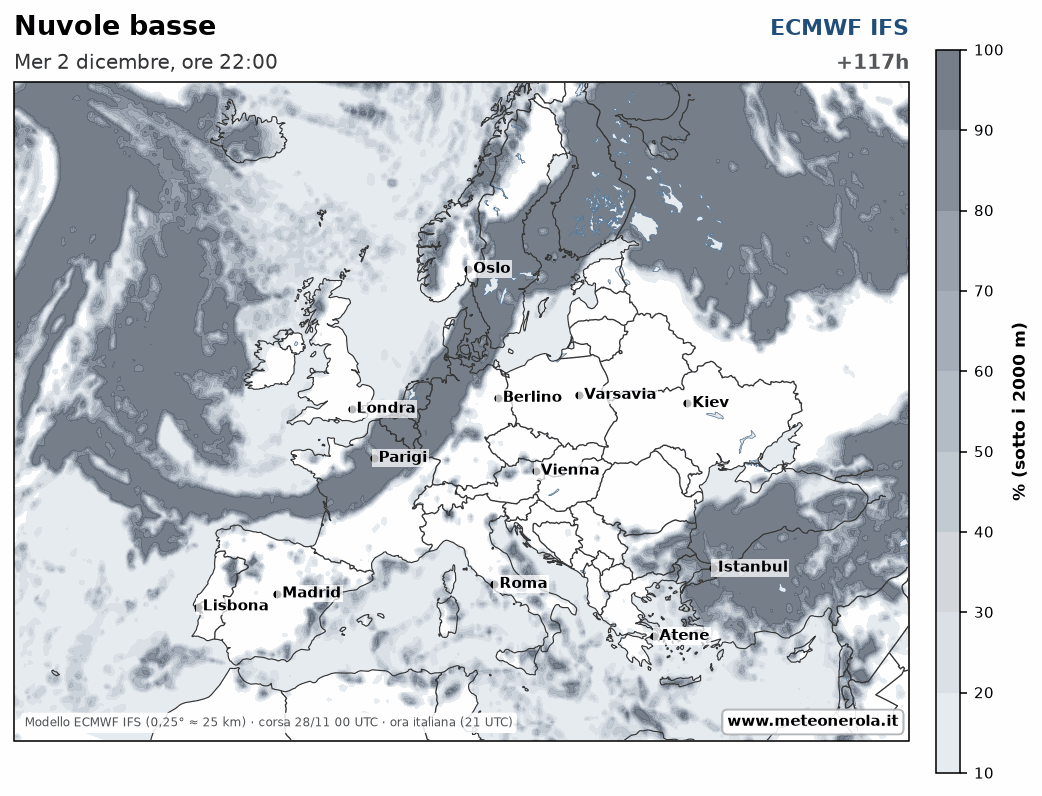 Nuvole basse
ECMWF IFS
Mer 2 dicembre, ore 22:00
+117h
100
90
80
70
60
50
40
30
20
10
% (sotto i 2000 m)
Oslo
Londra
Berlino
Varsavia
Kiev
Parigi
Vienna
Istanbul
Roma
Madrid
Lisbona
Atene
Modello ECMWF IFS (0,25° ≈ 25 km) · corsa 28/11 00 UTC · ora italiana (21 UTC)
www.meteonerola.it